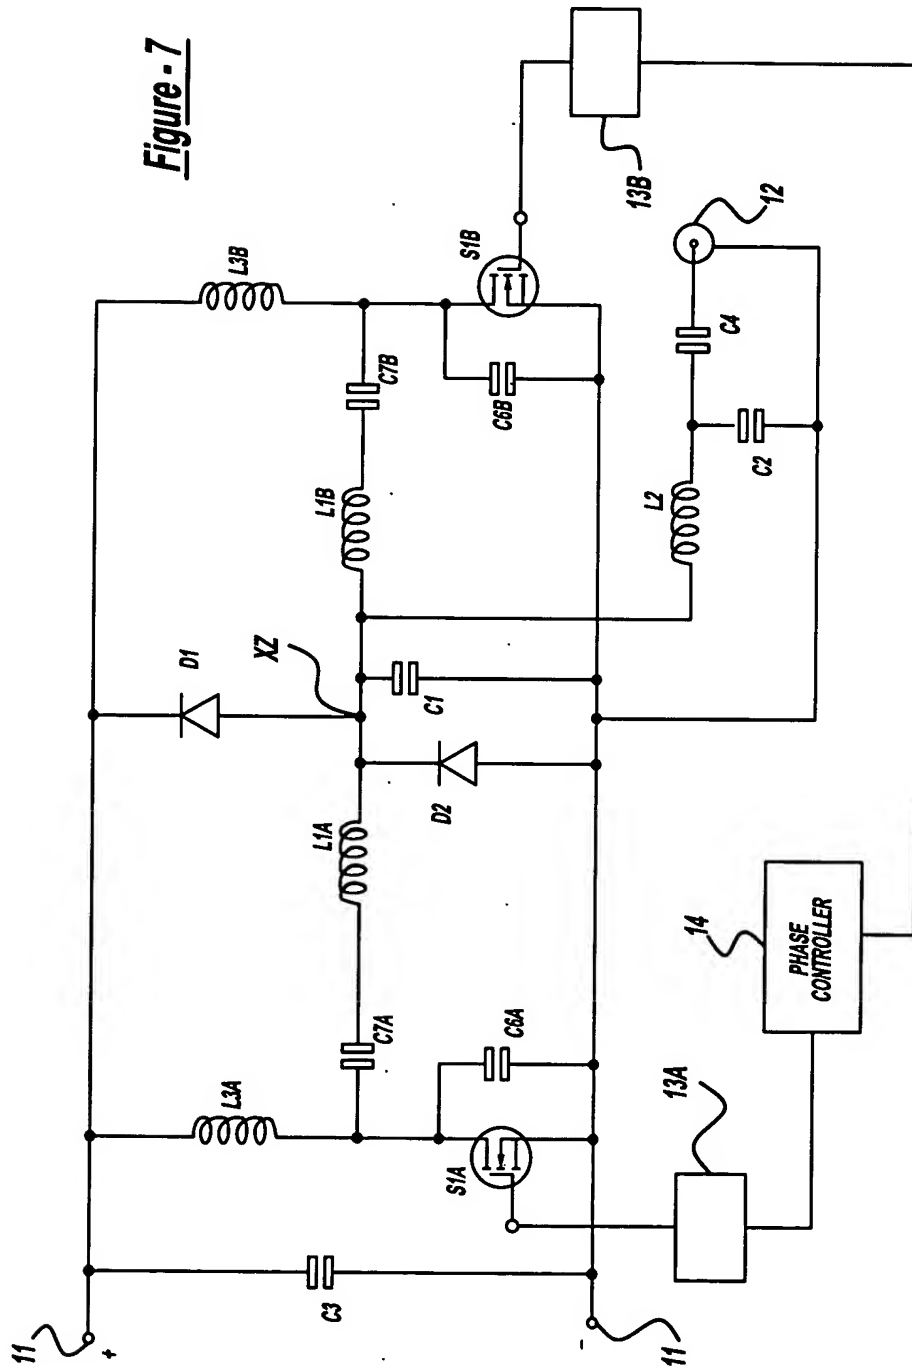 Figure - 7
11
+
C3
L3A
C7A
S1A
C6A
L1A
D1
XZ
D2
C1
L1B
C7B
L3B
C6B
S1B
13B
12
C4
L2
C2
14
PHASE
CONTROLLER
13A
-
11